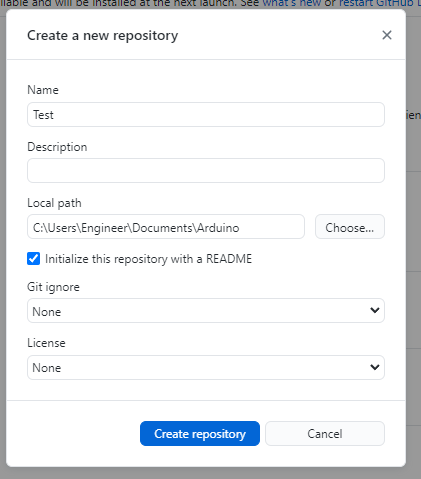 lable and will be installed at the next launch. See what's new or restart GitHub D
Create a new repository
Name
Test
Description
Local path
C:\Users\Engineer\Documents\Arduino
Choose...
Initialize this repository with a README
Git ignore
None
License
None
Create repository
Cancel